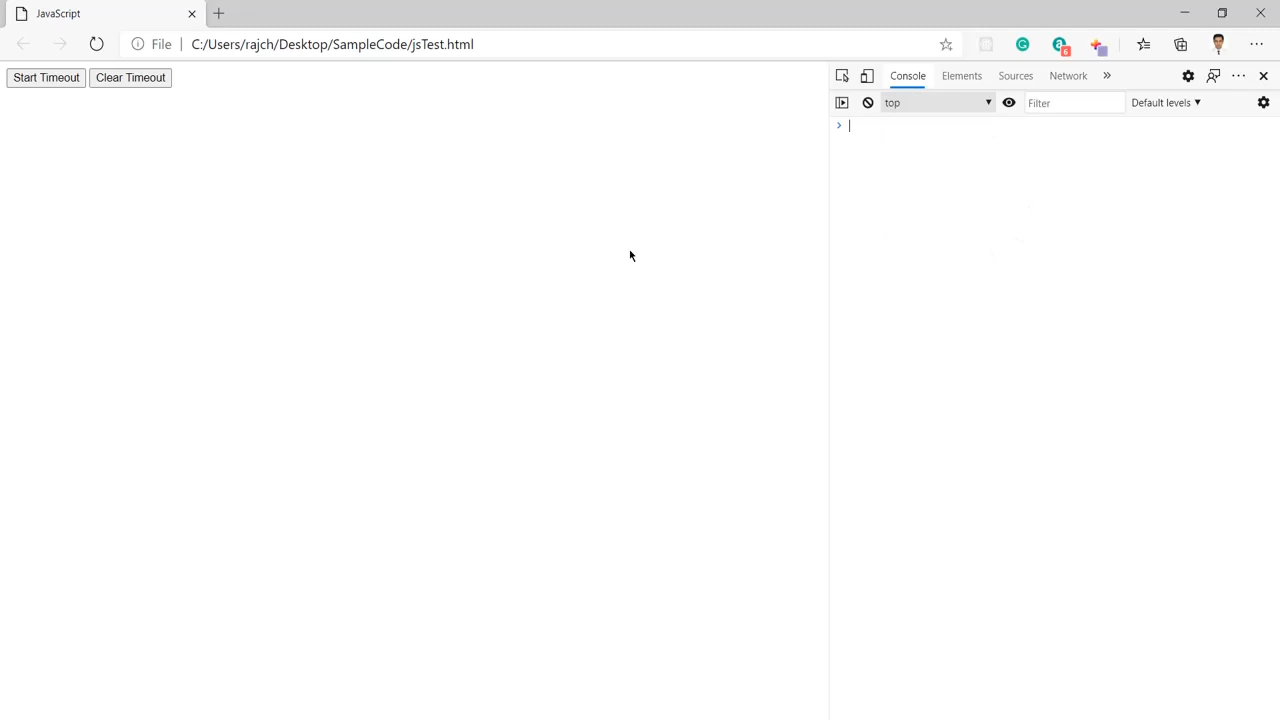 JavaScript
File C:/Users/rajch/Desktop/SampleCode/jsTest.html
6
Start Timeout Clear Timeout
Console Elements Sources Network
top Filter Default levels